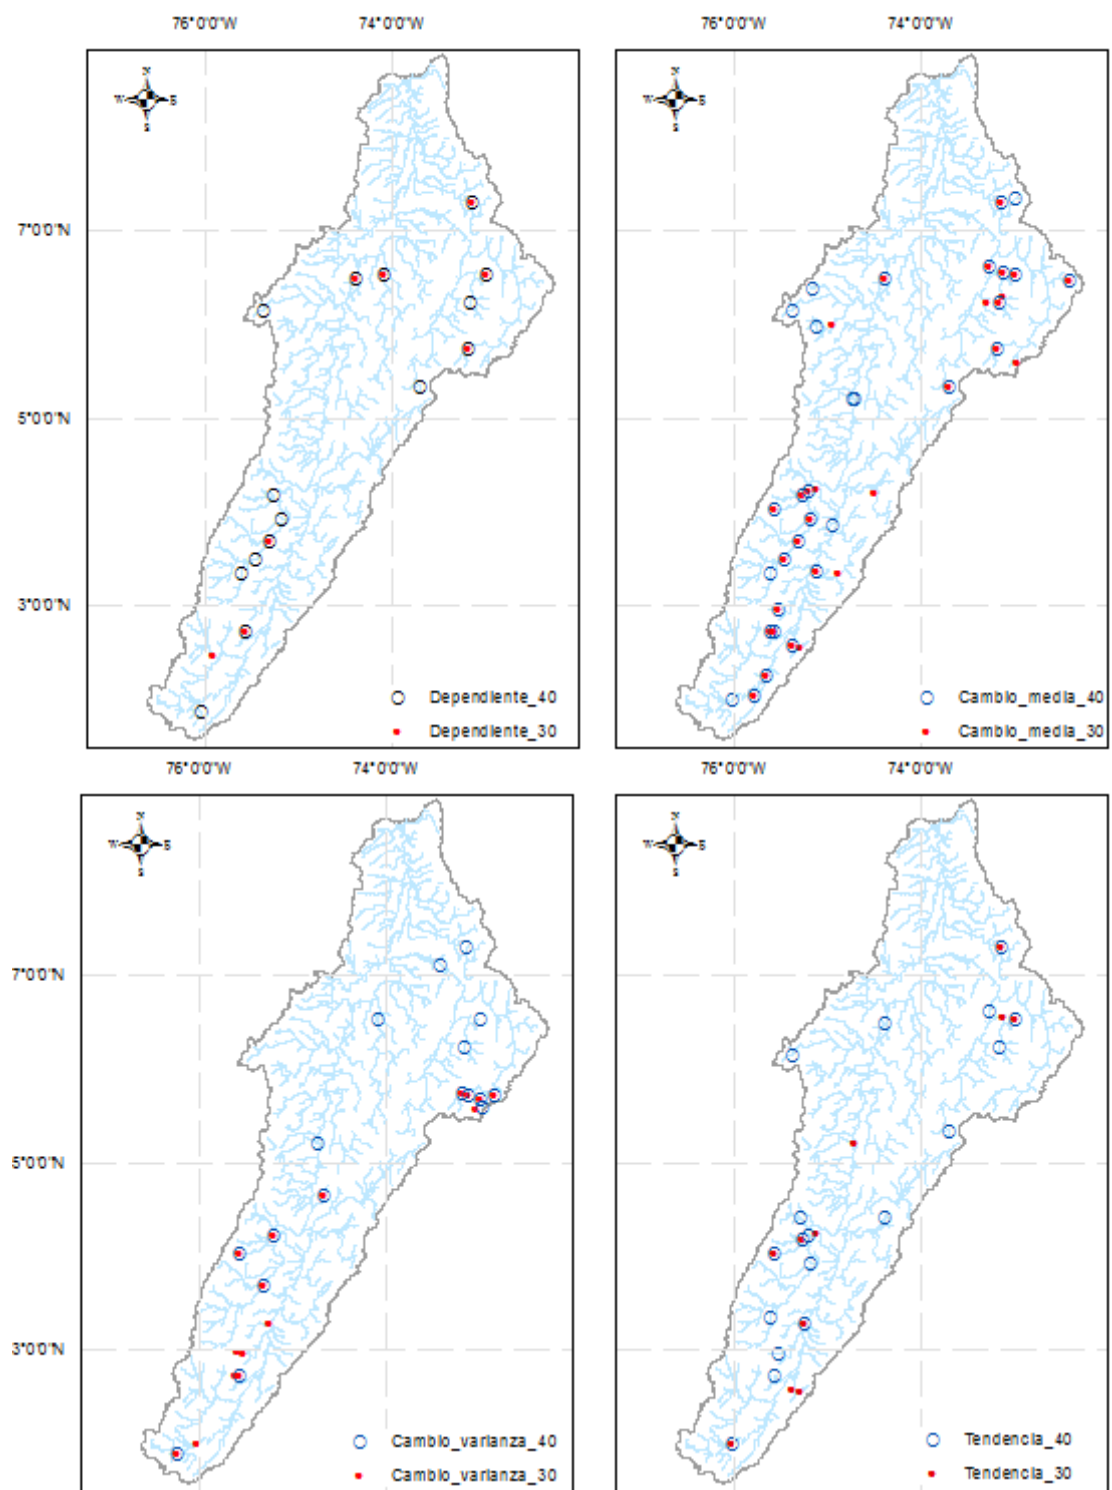 76°0'0"W 74°0'0"W 76°0'0"W 74°0'0"W
N N
W S W S
S S
7°0'0"N
5°0'0"N
3°0'0"N
Dependiente_40 Cambio_media_40
Dependiente_30 Cambio_media_30
76°0'0"W 74°0'0"W 76°0'0"W 74°0'0"W
N N
W S W S
S S
7°0'0"N
5°0'0"N
3°0'0"N
Cambio_varianza_40 Tendencia_40
Cambio_varianza_30 Tendencia_30